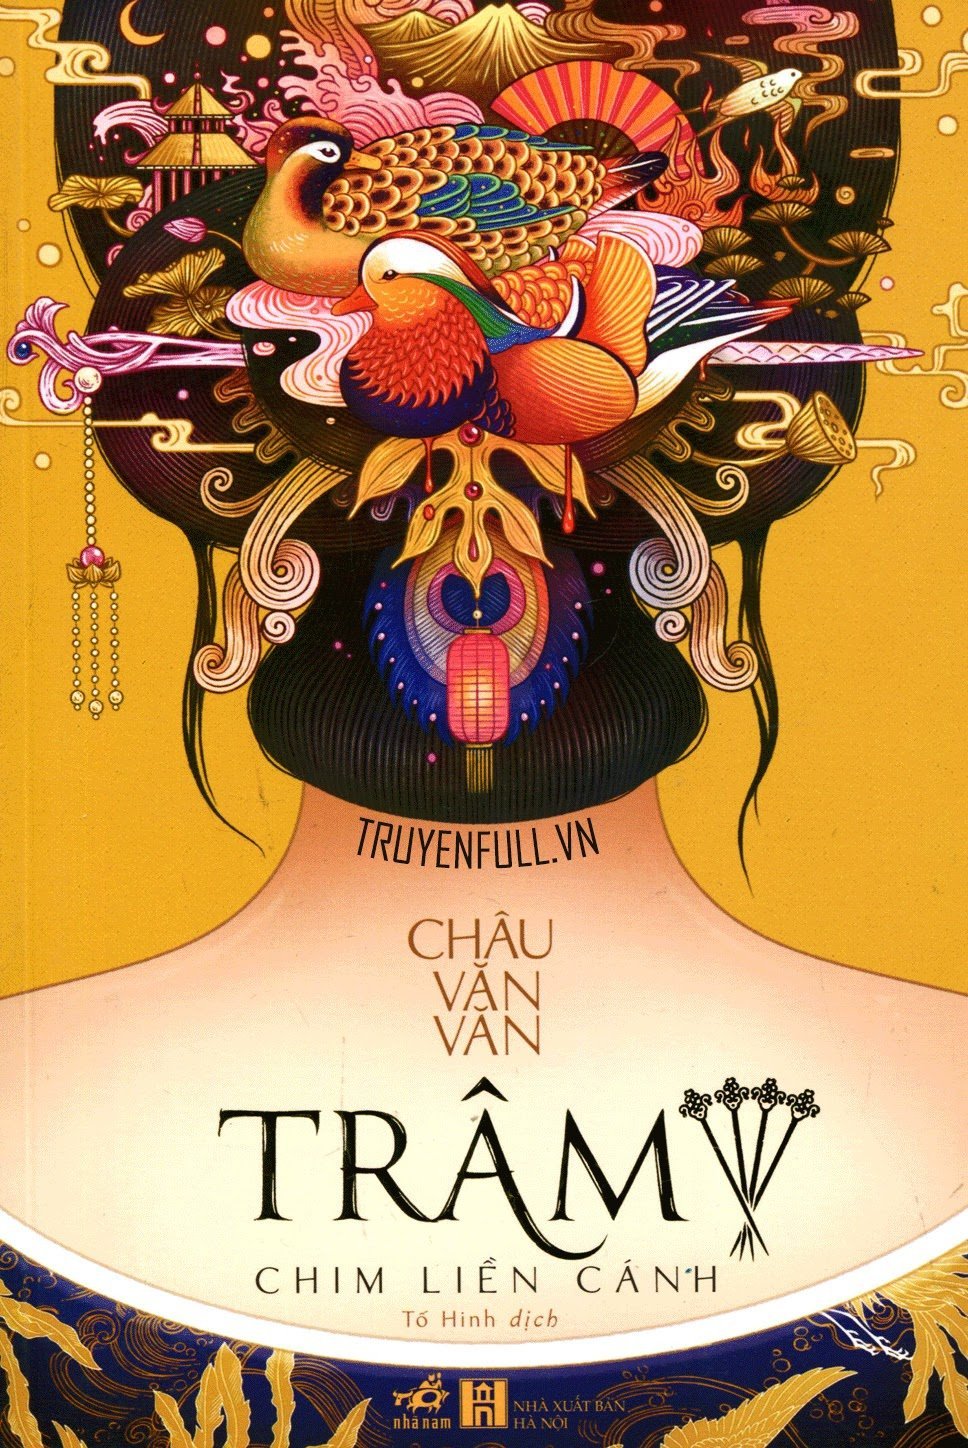 TRUYENFULL.VN
CHÂU
VĂN
VĂN
TRÂM
CHIM LIỀN CÁNH
Tố Hinh dịch
nhã nam
NHÀ XUẤT BẢN
HÀ NỘI